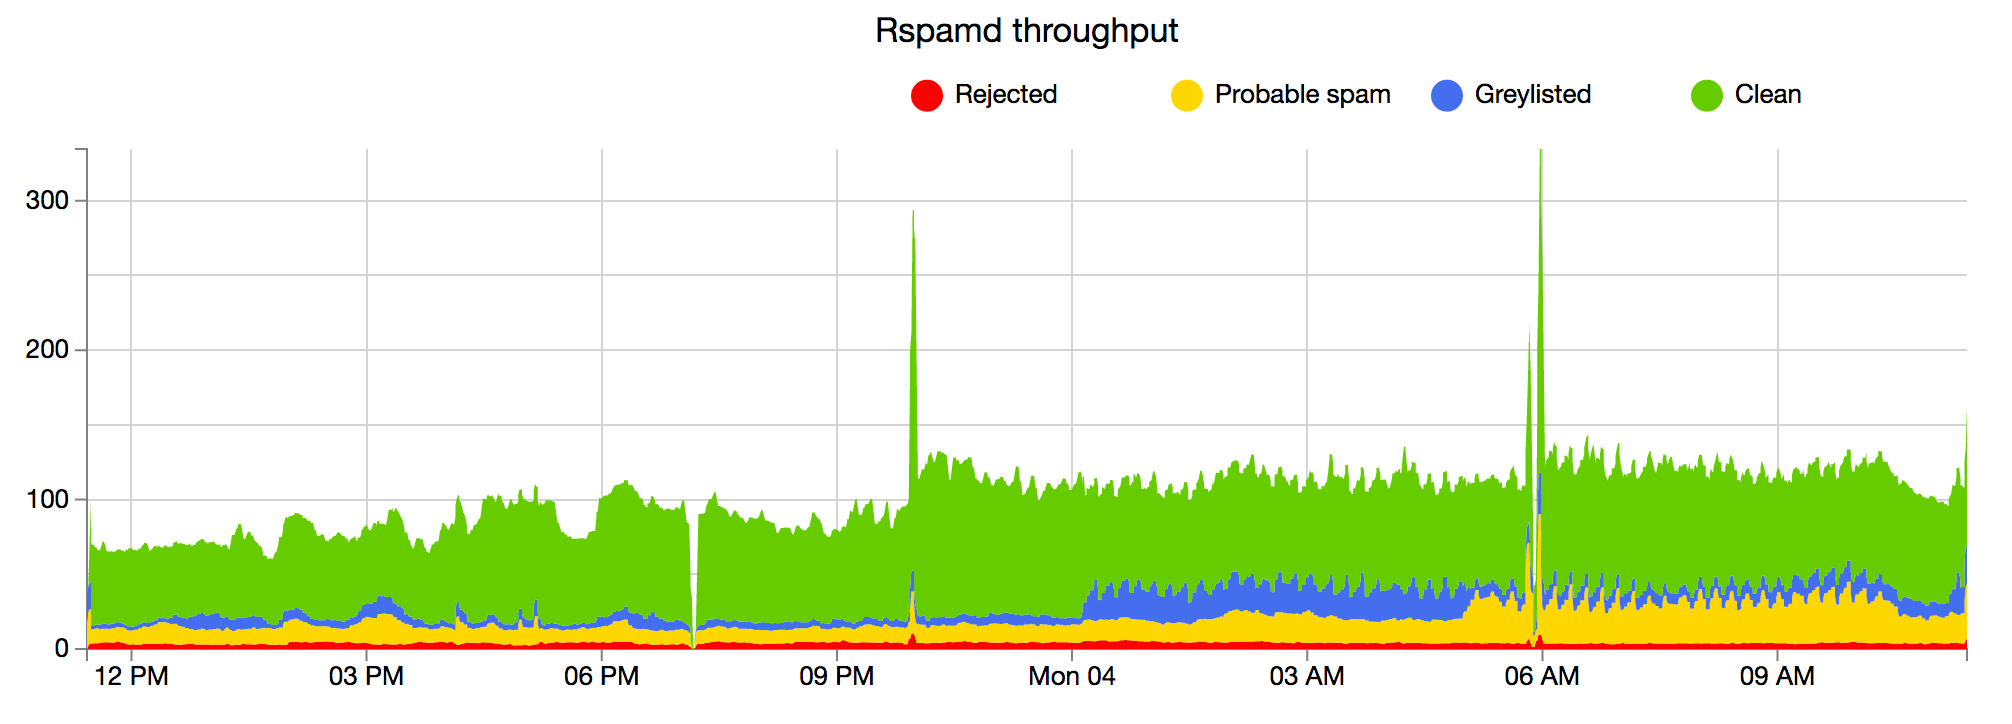 Rspamd throughput
Rejected Probable spam Greylisted Clean
300
200
100
0
12 PM 03 PM 06 PM 09 PM Mon 04 03 AM 06 AM 09 AM